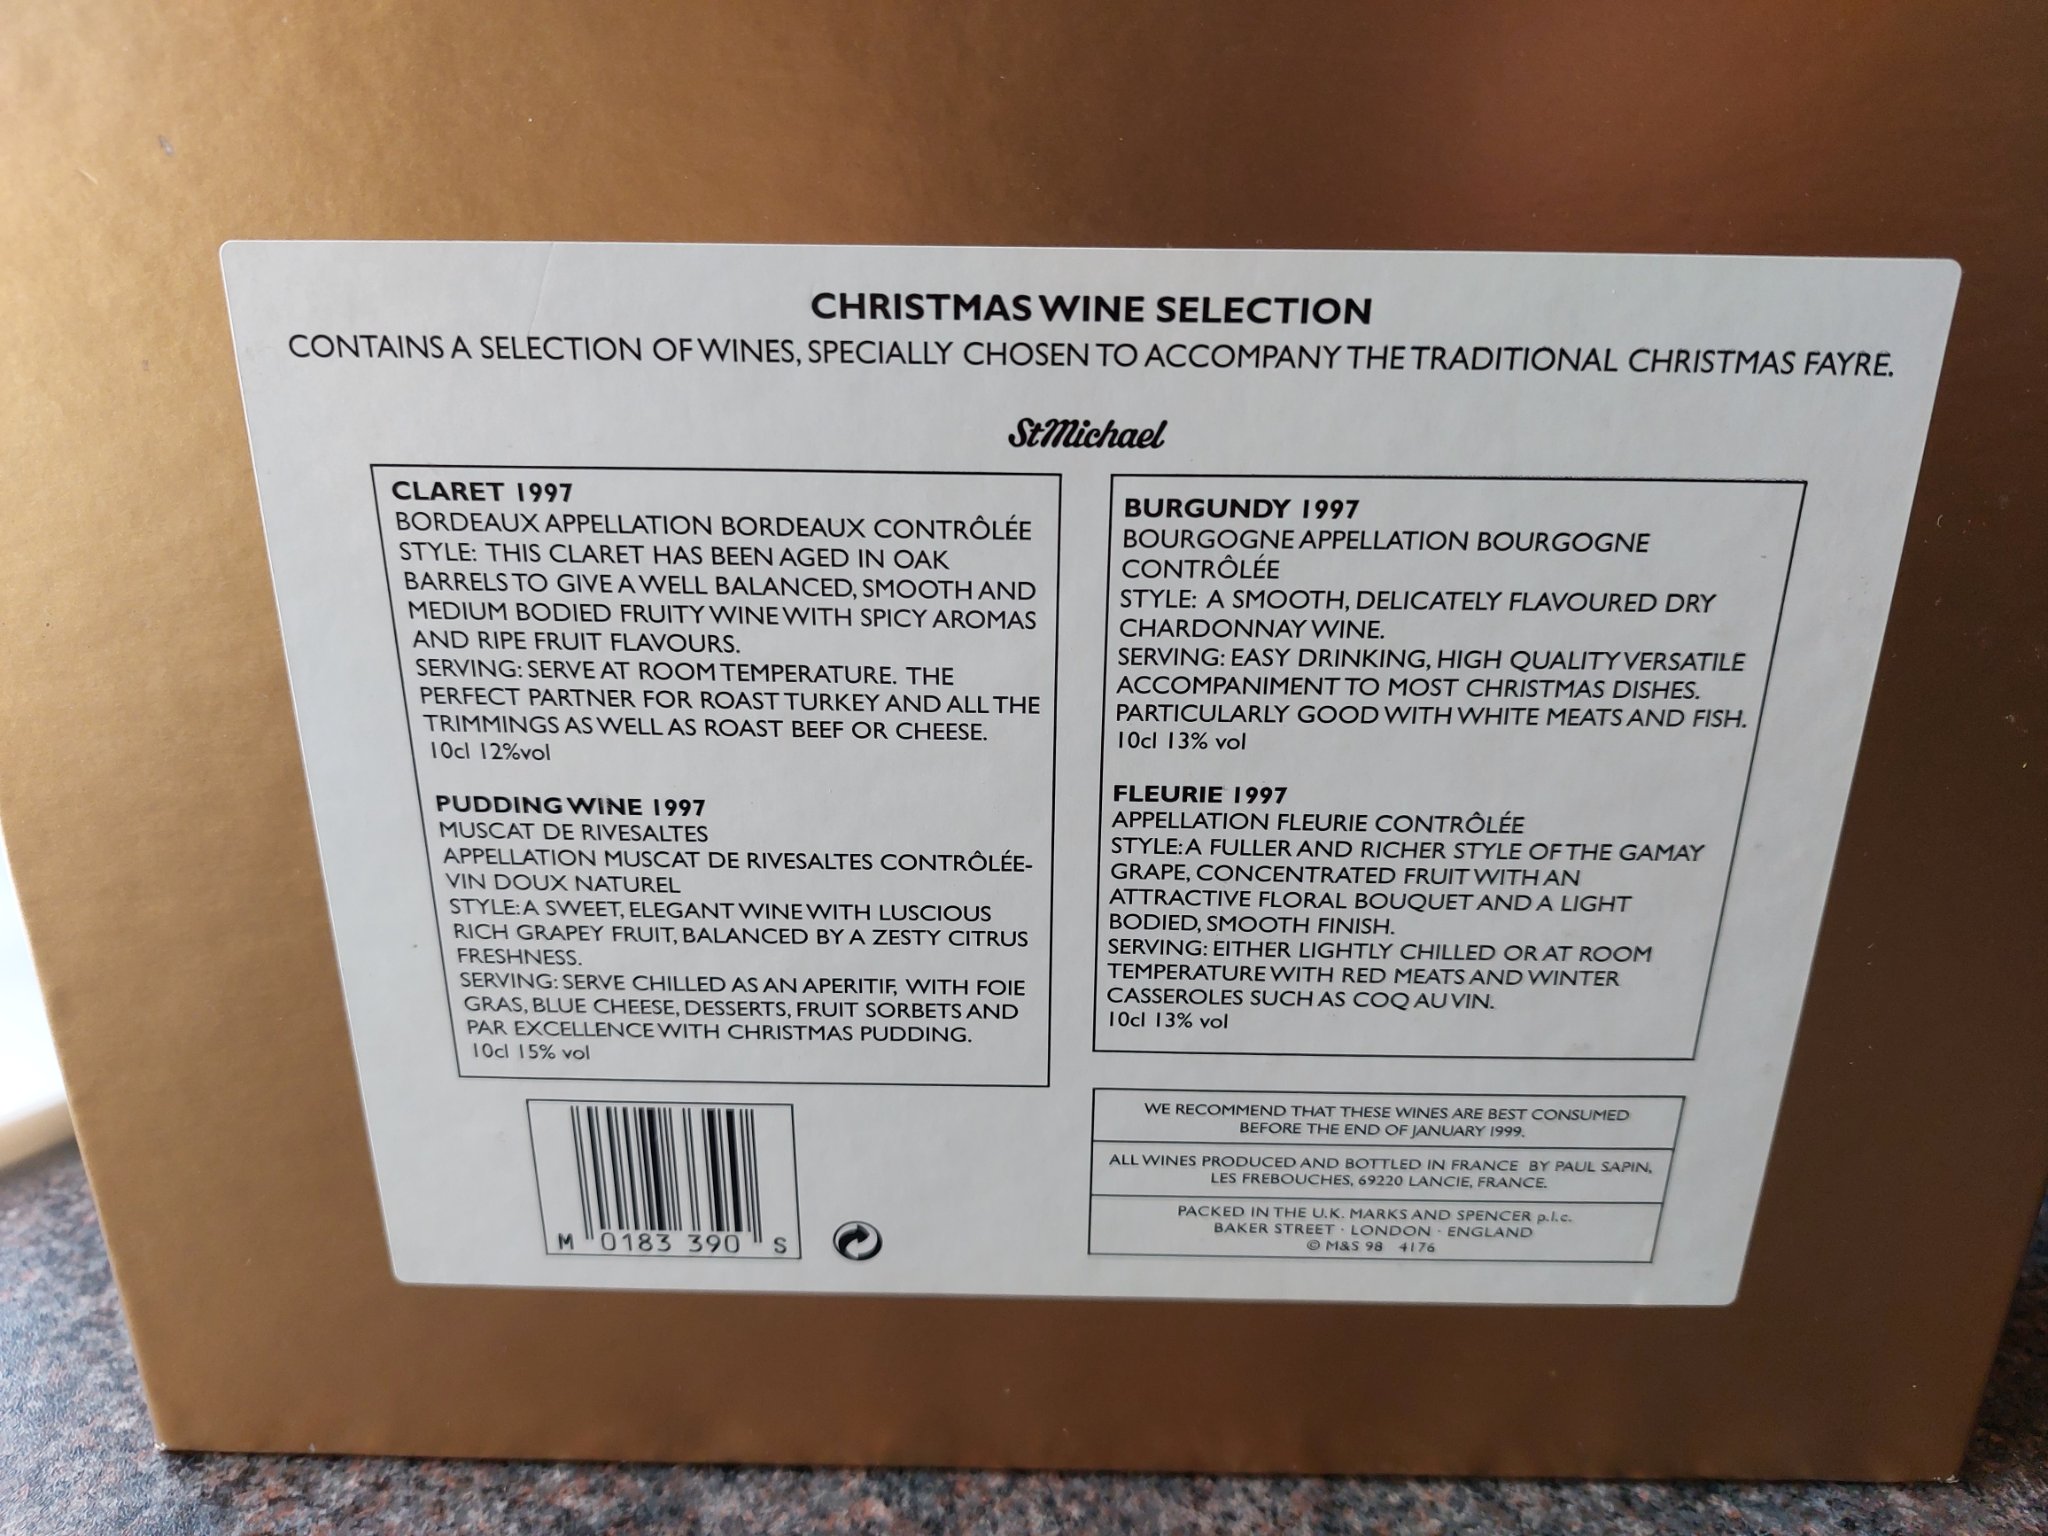 CHRISTMAS WINE SELECTION
CONTAINS A SELECTION OF WINES, SPECIALLY CHOSEN TO ACCOMPANY THE TRADITIONAL CHRISTMAS FAYRE.
StMichael
CLARET 1997
BORDEAUX APPELLATION BORDEAUX CONTRÔLÉE
STYLE: THIS CLARET HAS BEEN AGED IN OAK
BARRELS TO GIVE A WELL BALANCED, SMOOTH AND
MEDIUM BODIED FRUITY WINE WITH SPICY AROMAS
AND RIPE FRUIT FLAVOURS.
SERVING: SERVE AT ROOM TEMPERATURE. THE
PERFECT PARTNER FOR ROAST TURKEY AND ALL THE
TRIMMINGS AS WELL AS ROAST BEEF OR CHEESE.
10cl 12%vol
PUDDING WINE 1997
MUSCAT DE RIVESALTES
APPELLATION MUSCAT DE RIVESALTES CONTRÔLÉE-
VIN DOUX NATUREL
STYLE: A SWEET, ELEGANT WINE WITH LUSCIOUS
RICH GRAPEY FRUIT, BALANCED BY A ZESTY CITRUS
FRESHNESS.
SERVING: SERVE CHILLED AS AN APERITIF, WITH FOIE
GRAS, BLUE CHEESE, DESSERTS, FRUIT SORBETS AND
PAR EXCELLENCE WITH CHRISTMAS PUDDING.
10cl 15% vol
BURGUNDY 1997
BOURGOGNE APPELLATION BOURGOGNE
CONTRÔLÉE
STYLE: A SMOOTH, DELICATELY FLAVOURED DRY
CHARDONNAY WINE.
SERVING: EASY DRINKING, HIGH QUALITY VERSATILE
ACCOMPANIMENT TO MOST CHRISTMAS DISHES.
PARTICULARLY GOOD WITH WHITE MEATS AND FISH.
10cl 13% vol
FLEURIE 1997
APPELLATION FLEURIE CONTRÔLÉE
STYLE: A FULLER AND RICHER STYLE OF THE GAMAY
GRAPE, CONCENTRATED FRUIT WITH AN
ATTRACTIVE FLORAL BOUQUET AND A LIGHT
BODIED, SMOOTH FINISH.
SERVING: EITHER LIGHTLY CHILLED OR AT ROOM
TEMPERATURE WITH RED MEATS AND WINTER
CASSEROLES SUCH AS COQ AU VIN.
10cl 13% vol
M 0183 390 S
WE RECOMMEND THAT THESE WINES ARE BEST CONSUMED
BEFORE THE END OF JANUARY 1999.
ALL WINES PRODUCED AND BOTTLED IN FRANCE BY PAUL SAPIN,
LES FREBOUCHES, 69220 LANCIE, FRANCE.
PACKED IN THE U.K. MARKS AND SPENCER p.l.c.
BAKER STREET · LONDON · ENGLAND
© M&S 98 4176